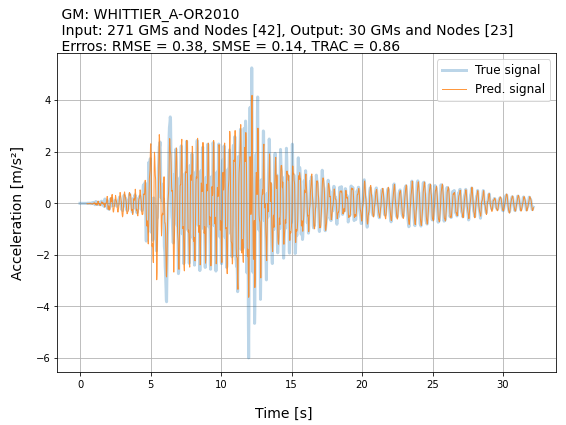 GM: WHITTIER_A-OR2010
Input: 271 GMs and Nodes [42], Output: 30 GMs and Nodes [23]
Errros: RMSE = 0.38, SMSE = 0.14, TRAC = 0.86
True signal
Pred. signal
4
2
0
−2
−4
−6
Acceleration [m/s²]
0 5 10 15 20 25 30
Time [s]